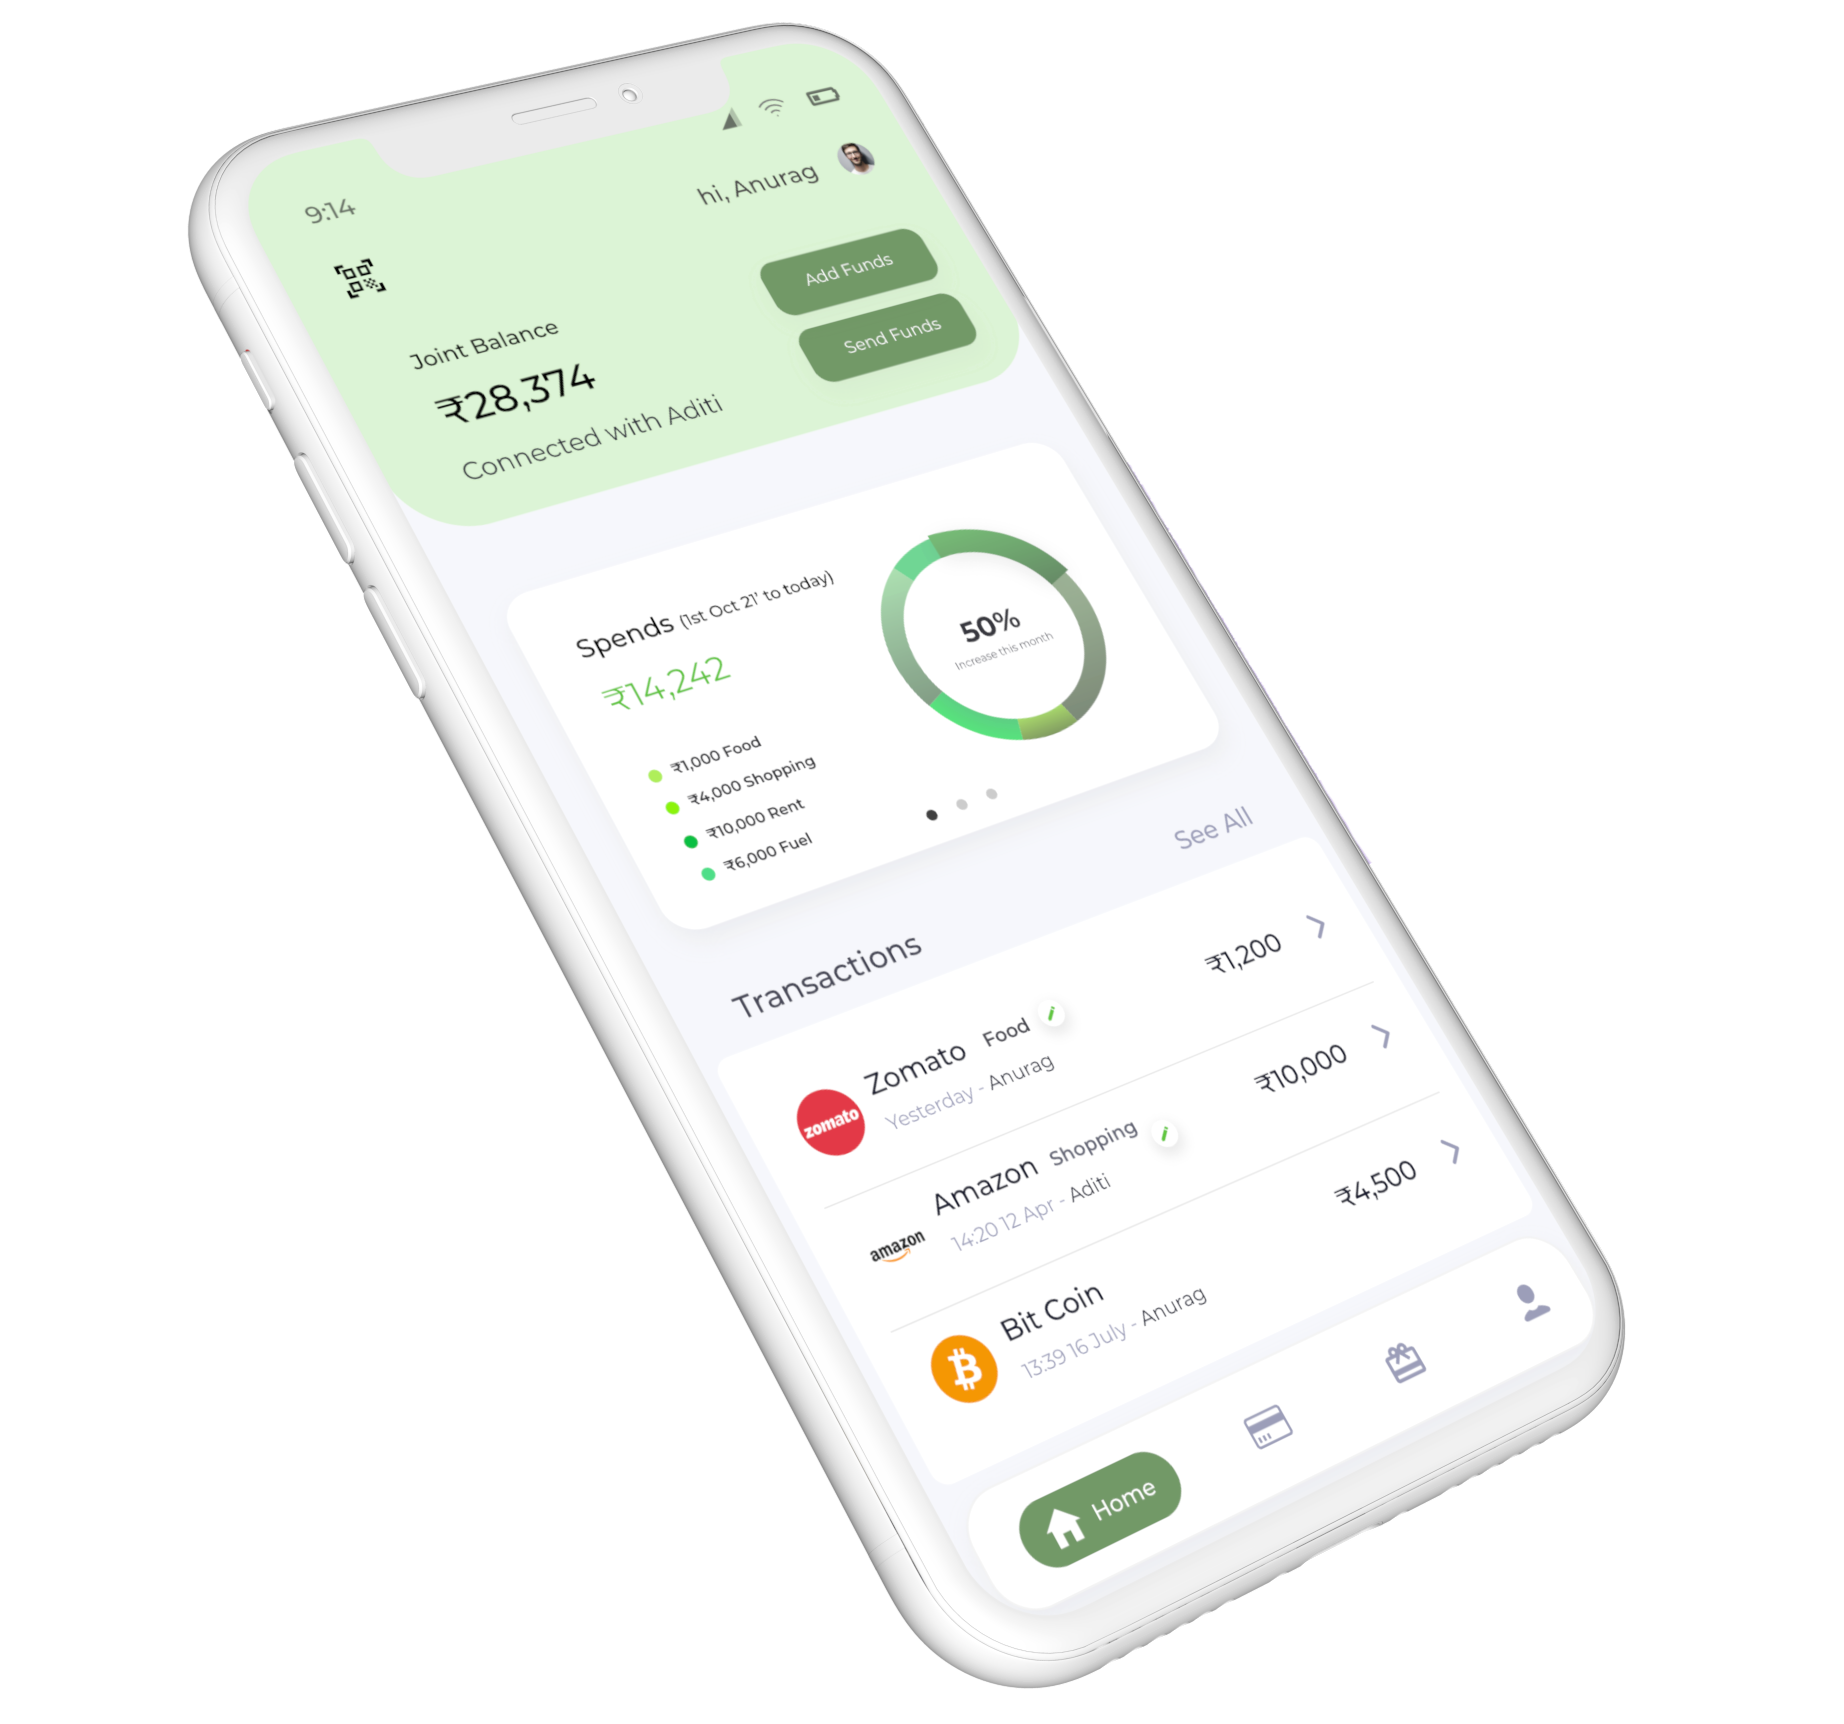 9:14
hi, Anurag
Add Funds
Send Funds
Joint Balance
₹28,374
Connected with Aditi
Spends (1st Oct 21' to today)
₹14,242
50%
Increase this month
₹1,000 Food
₹4,000 Shopping
₹10,000 Rent
₹6,000 Fuel
See All
Transactions
zomato
Zomato Food
₹1,200
Yesterday - Anurag
amazon
Amazon Shopping
₹10,000
14:20 12 Apr - Aditi
Bit Coin
₹4,500
13:39 16 July - Anurag
Home